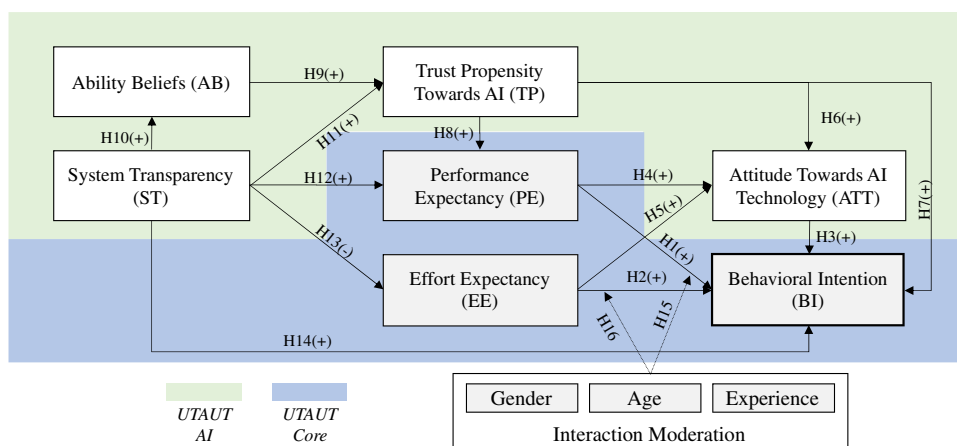 Ability Beliefs (AB)
H9(+)
Trust Propensity
Towards AI (TP)
H10(+)
H11(+)
H8(+)
H6(+)
H7(+)
System Transparency
(ST)
H12(+)
Performance
Expectancy (PE)
H4(+)
Attitude Towards AI
Technology (ATT)
H5(+)
H13(-)
H1(+)
H3(+)
Effort Expectancy
(EE)
H2(+)
Behavioral Intention
(BI)
H16
H15
H14(+)
UTAUT
AI
UTAUT
Core
Gender
Age
Experience
Interaction Moderation